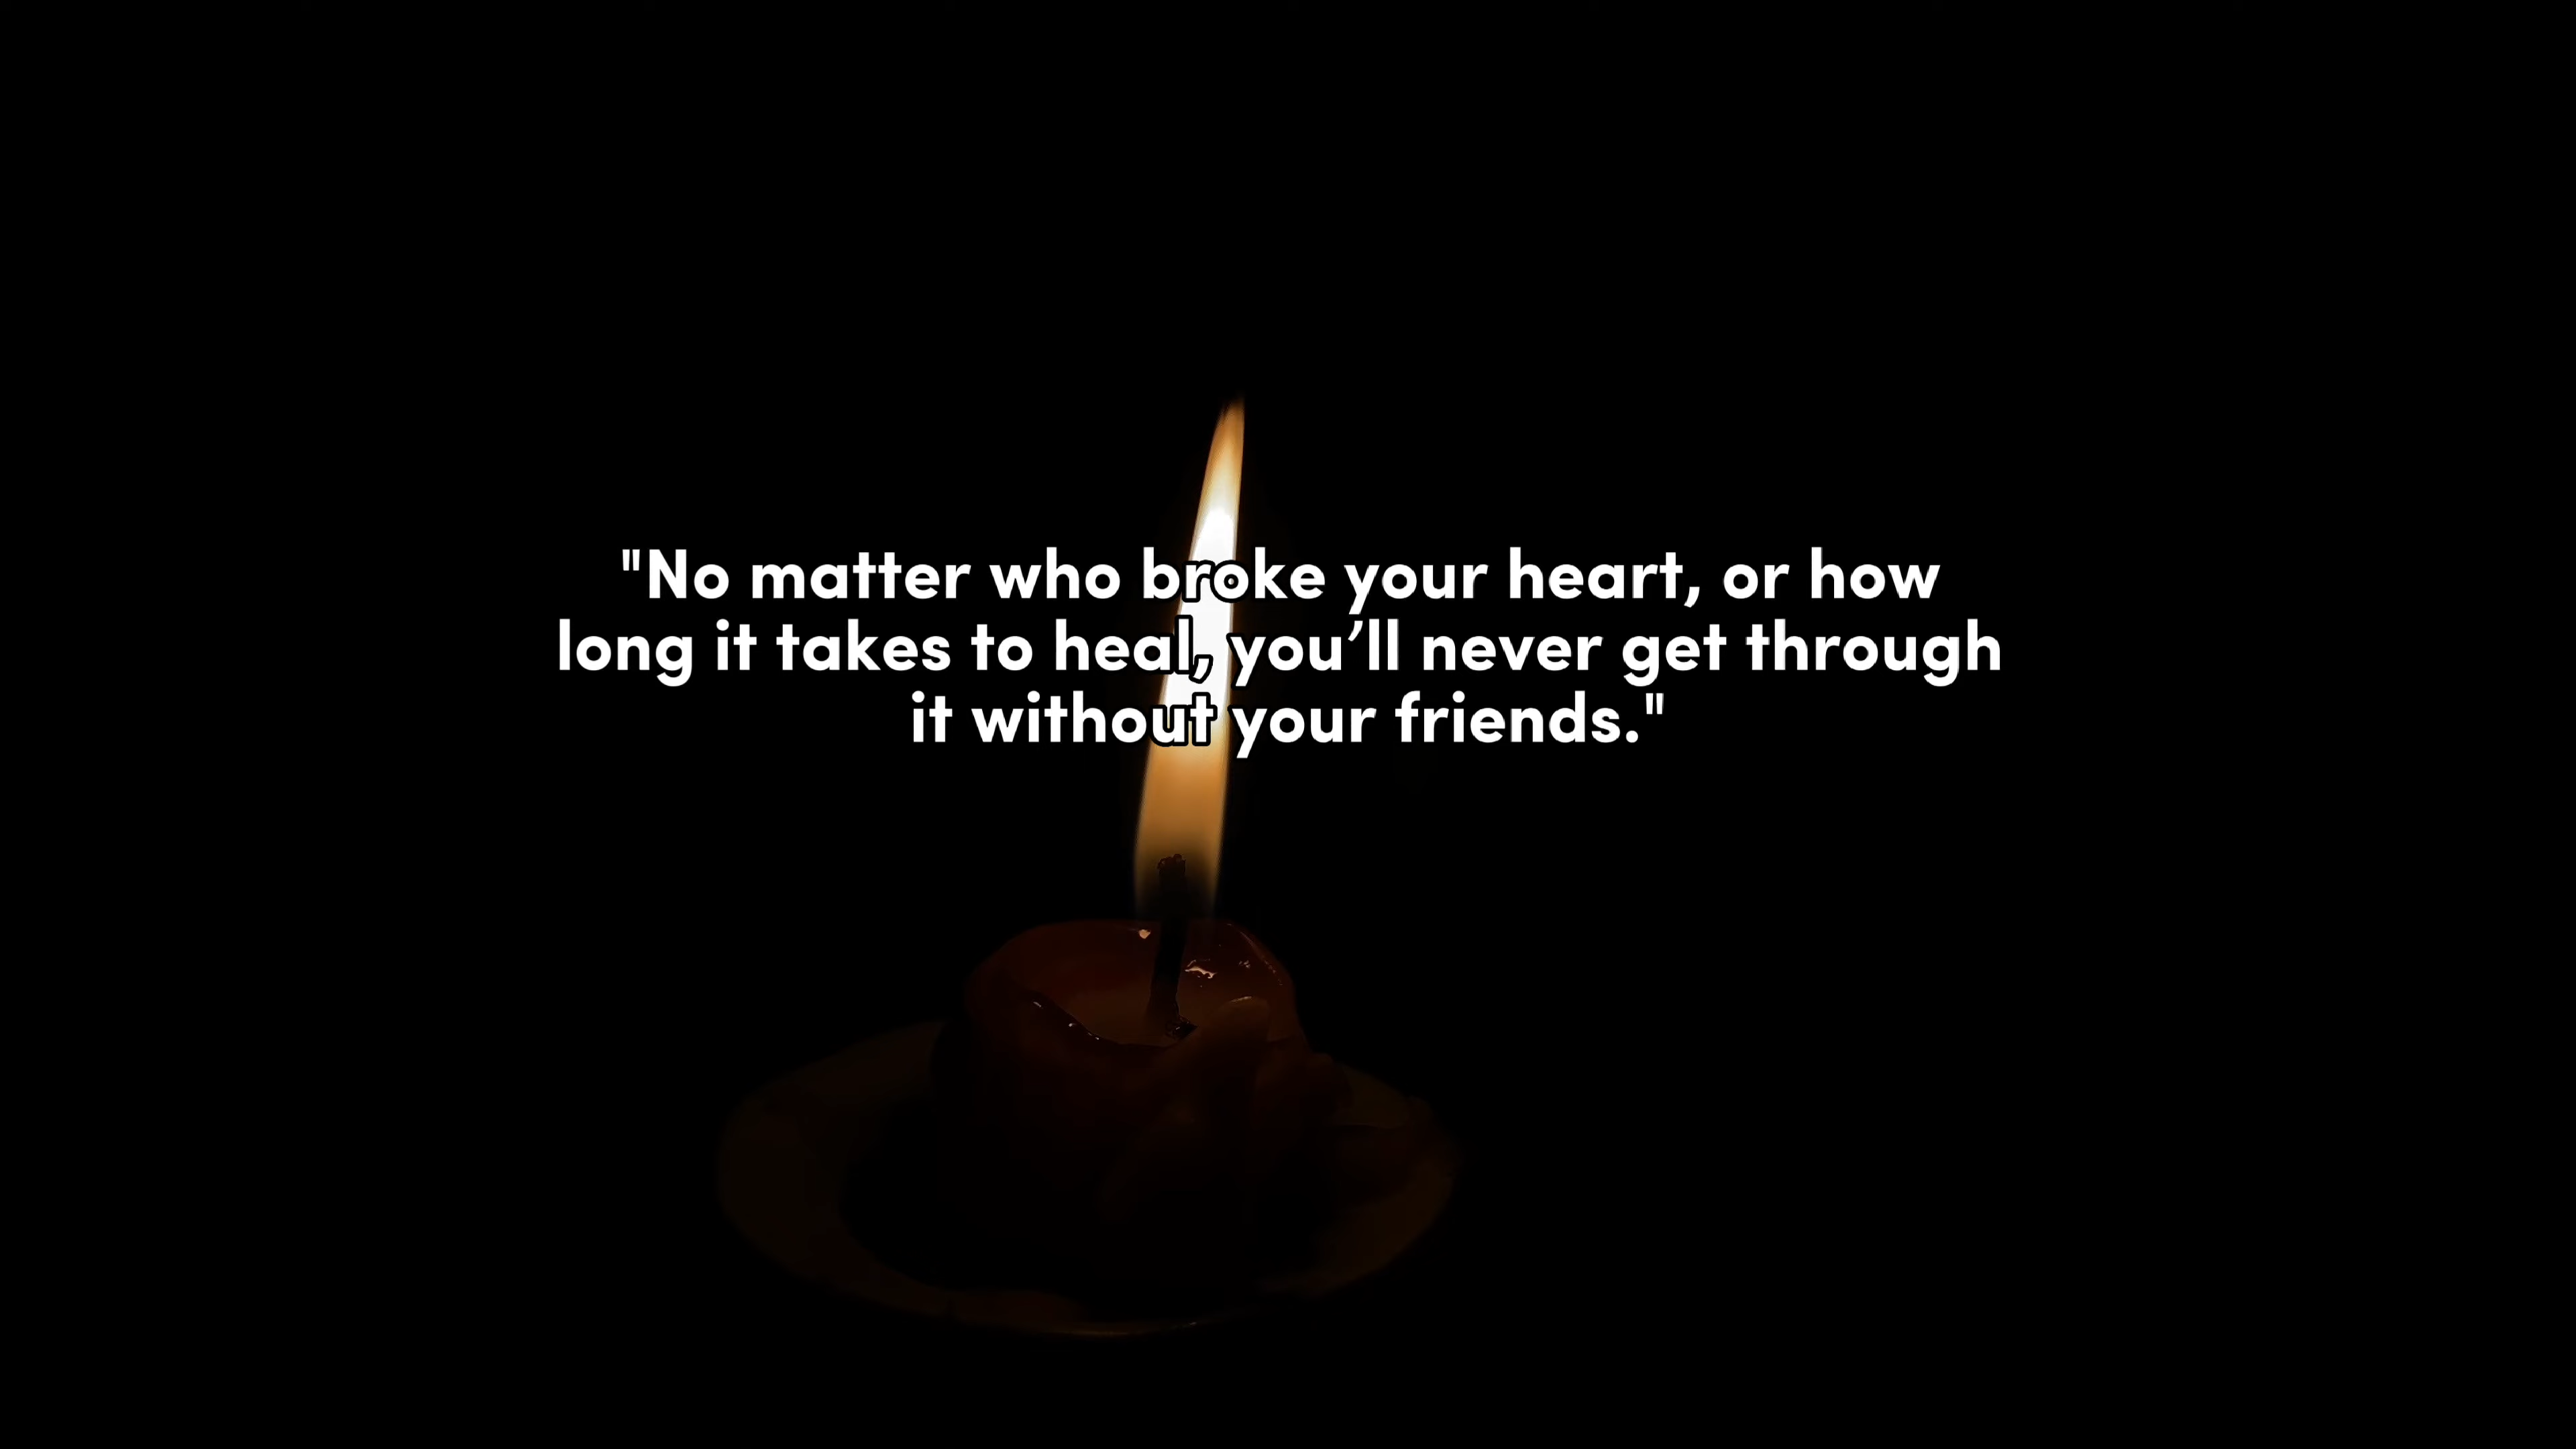 "No matter who broke your heart, or how
long it takes to heal, you’ll never get through
it without your friends."